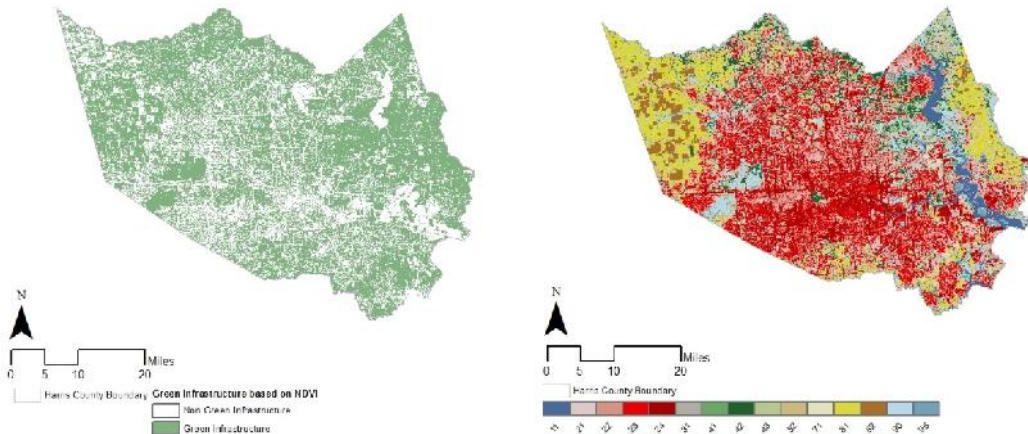 N
Miles
0 5 10 20
Harris County Boundary
Green Infrastructure based on NDVI
Non Green Infrastructure
Green Infrastructure
N
Miles
0 5 10 20
Harris County Boundary
11 21 22 23 24 31 41 42 43 52 71 81 82 90 95